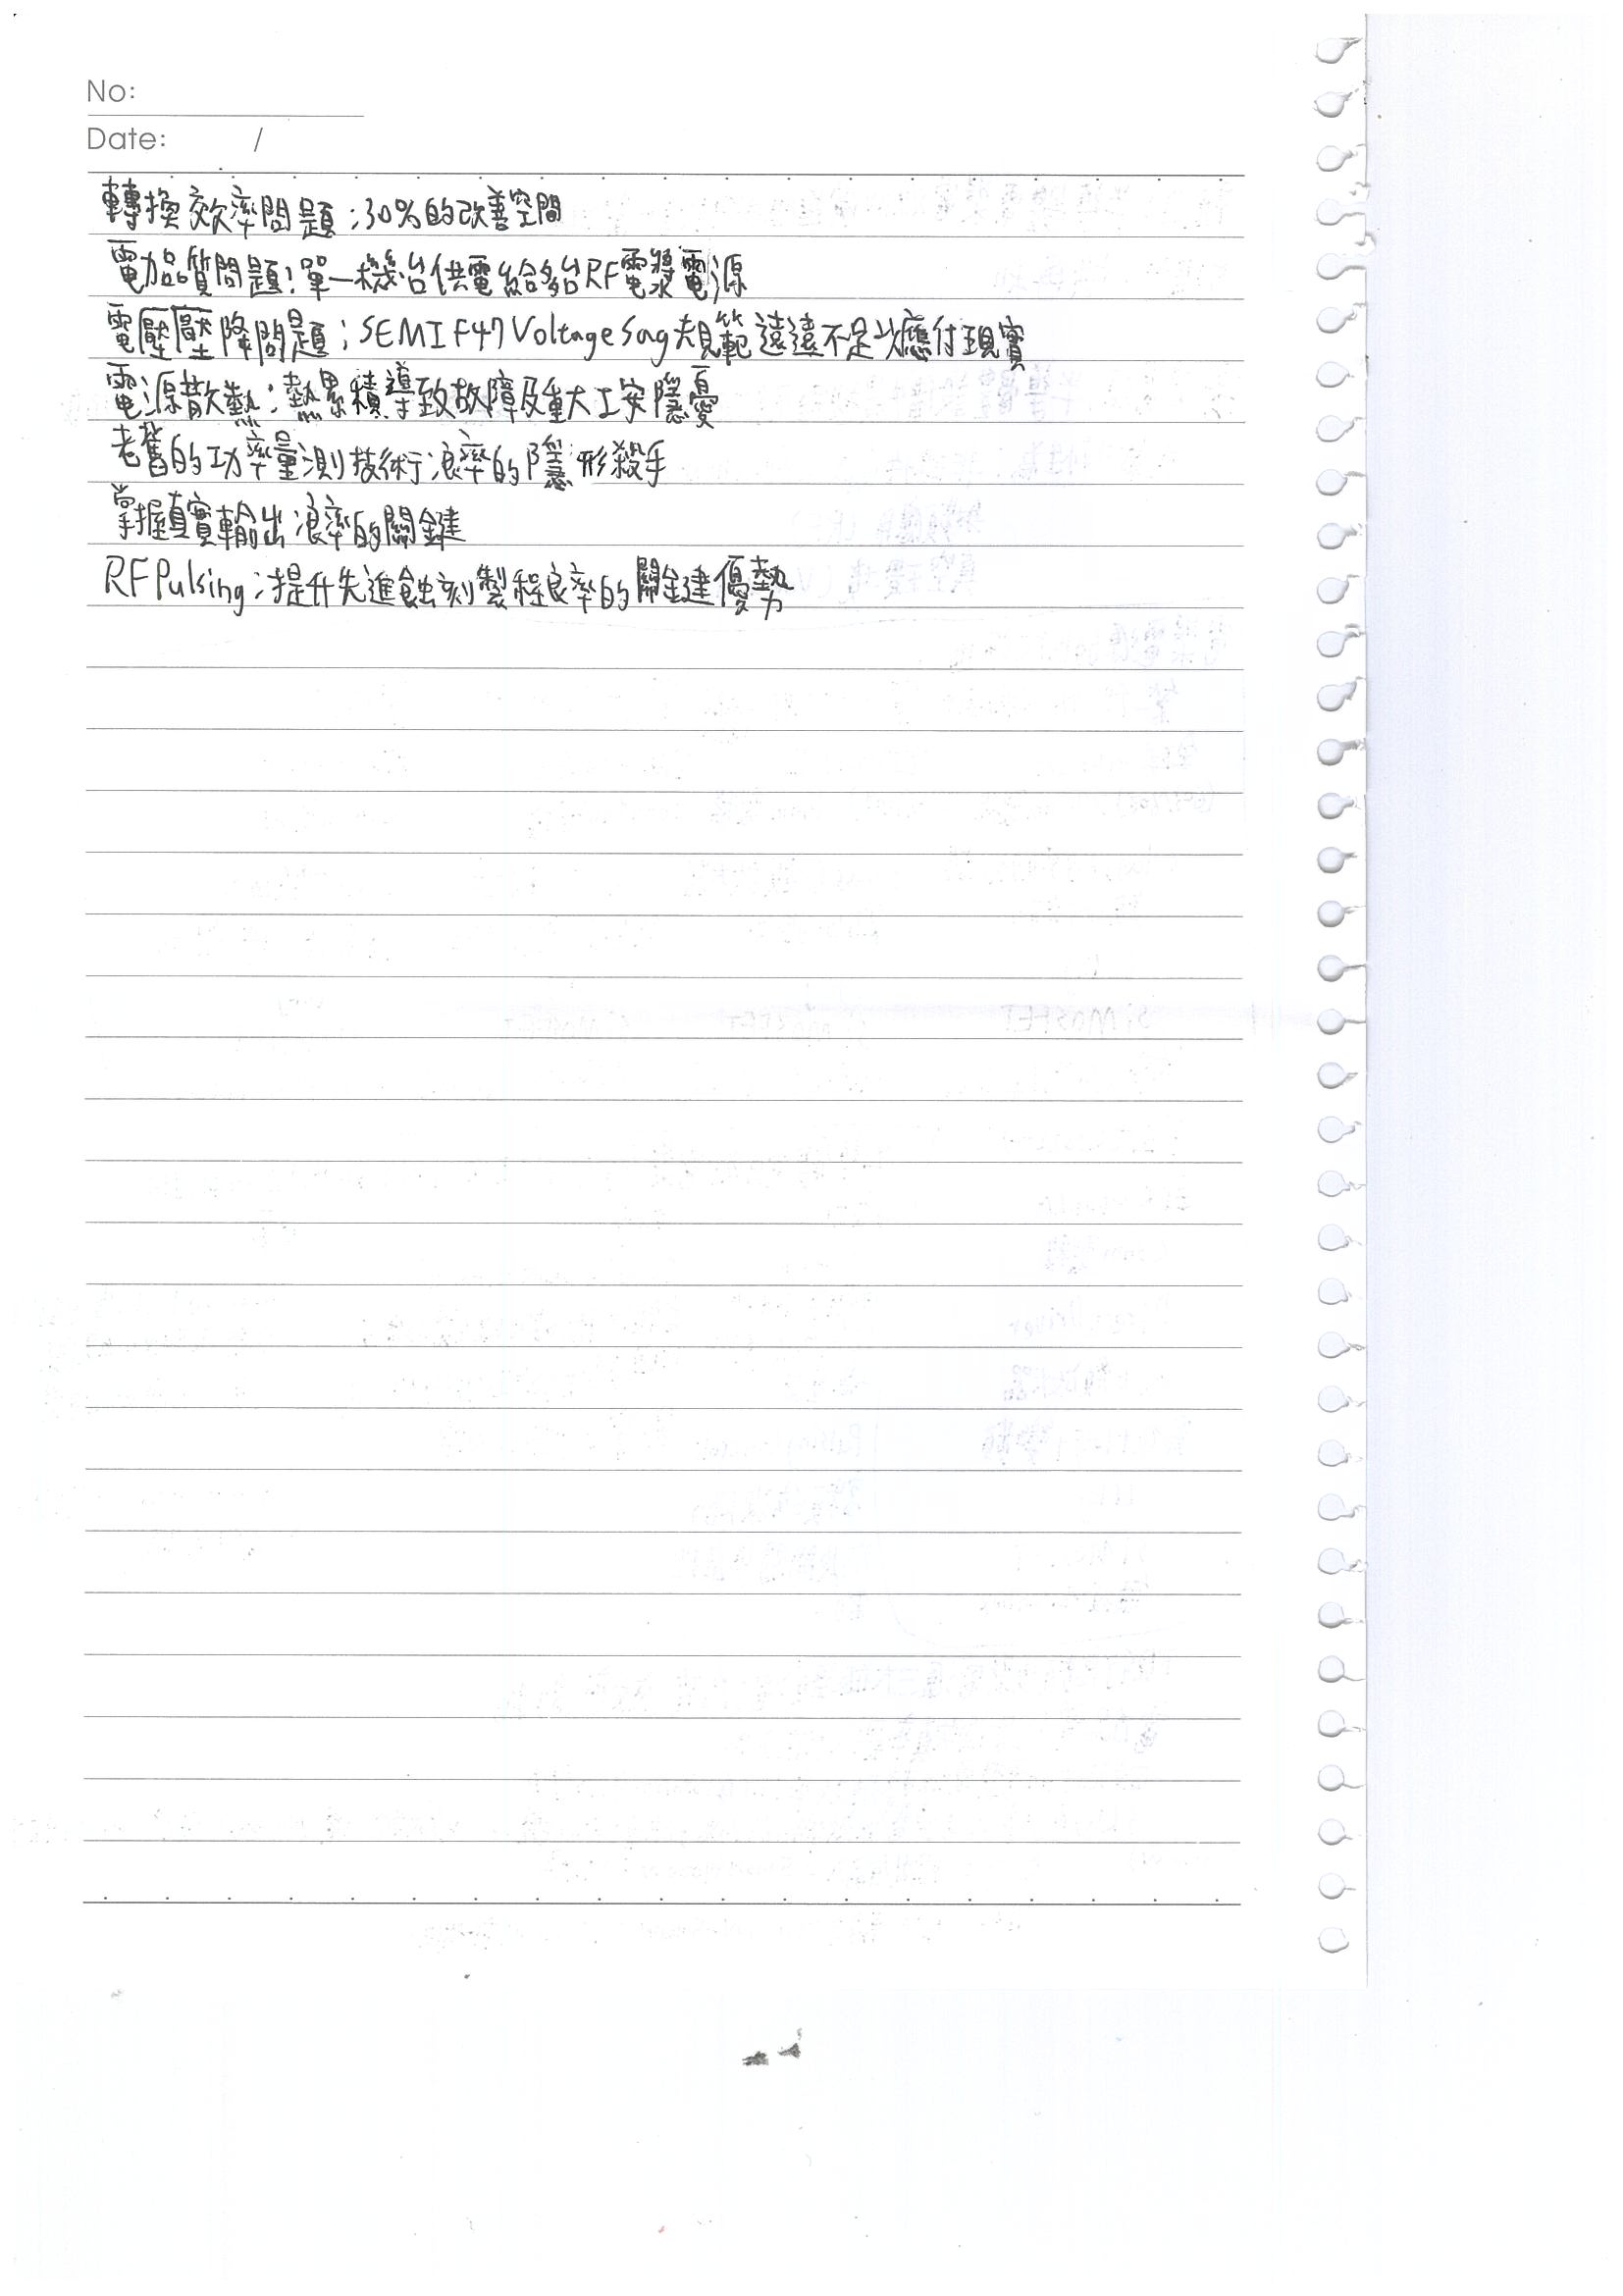 No:
Date: /
轉換效率問題:30%的改善空間
電力品質問題:單一機台供電給多台RF電漿電源
電壓壓降問題:SEMI F47 Voltage Sag規範遠遠不足以應付現實
電源散熱:熱累積導致故障及重大工安隱憂
老舊的功率量測技術浪率的隱形殺手
掌握真實輸出浪率的關鍵
RF Pulsing:提升先進蝕刻製程良率的關鍵優勢